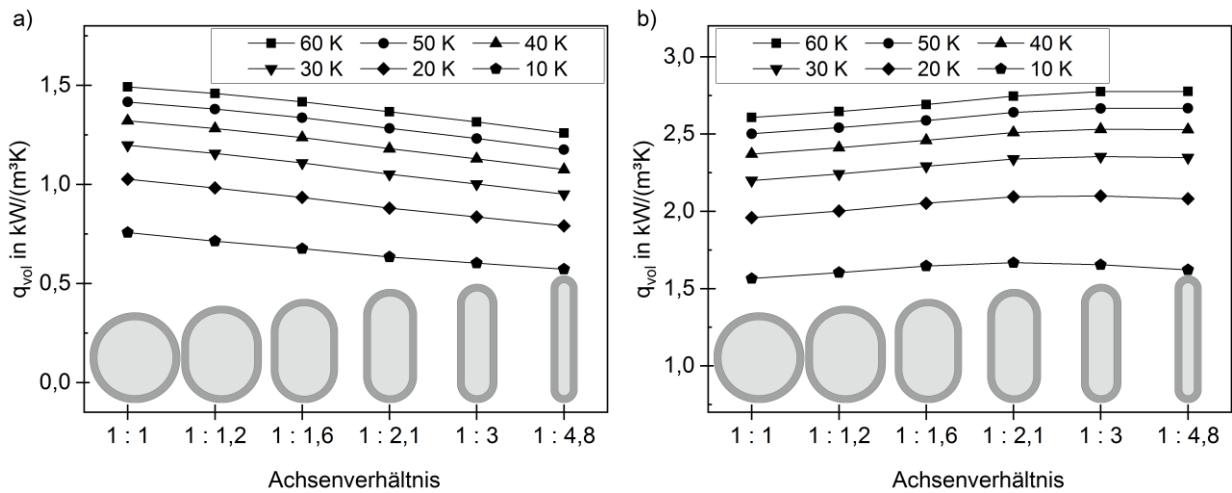 a)
60 K 50 K 40 K
30 K 20 K 10 K
1,5
1,0
0,5
0,0
q_vol in kW/(m³K)
1 : 1 1 : 1,2 1 : 1,6 1 : 2,1 1 : 3 1 : 4,8
Achsenverhältnis
b)
60 K 50 K 40 K
30 K 20 K 10 K
3,0
2,5
2,0
1,5
1,0
q_vol in kW/(m³K)
1 : 1 1 : 1,2 1 : 1,6 1 : 2,1 1 : 3 1 : 4,8
Achsenverhältnis